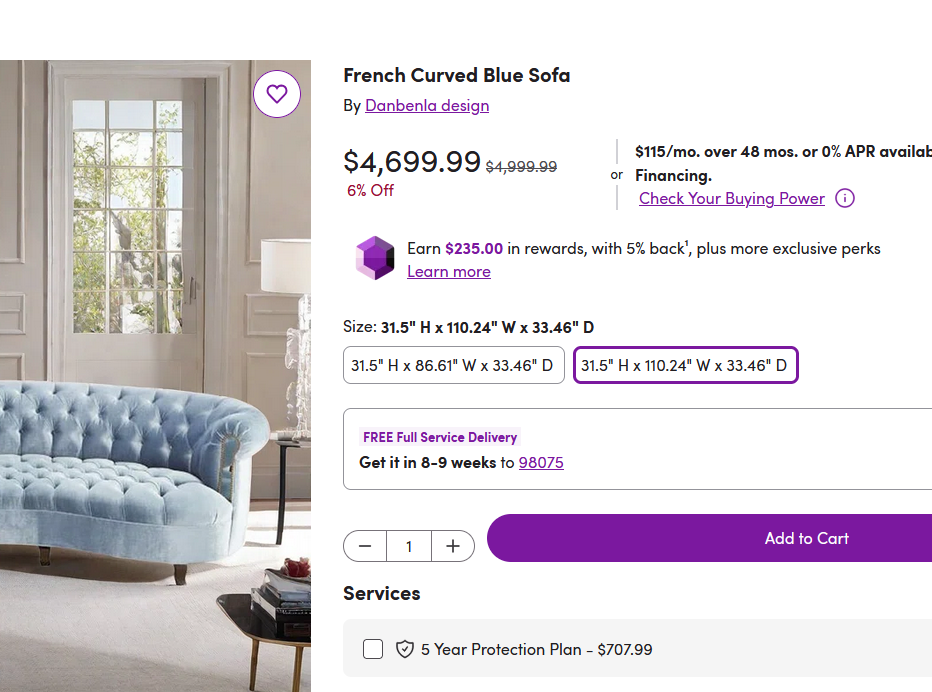 French Curved Blue Sofa
By Danbenla design
$4,699.99 $4,999.99
6% Off
or
$115/mo. over 48 mos. or 0% APR availab
Financing.
Check Your Buying Power
Earn $235.00 in rewards, with 5% back¹, plus more exclusive perks
Learn more
Size: 31.5" H x 110.24" W x 33.46" D
31.5" H x 86.61" W x 33.46" D
31.5" H x 110.24" W x 33.46" D
FREE Full Service Delivery
Get it in 8-9 weeks to 98075
1
Add to Cart
Services
5 Year Protection Plan - $707.99